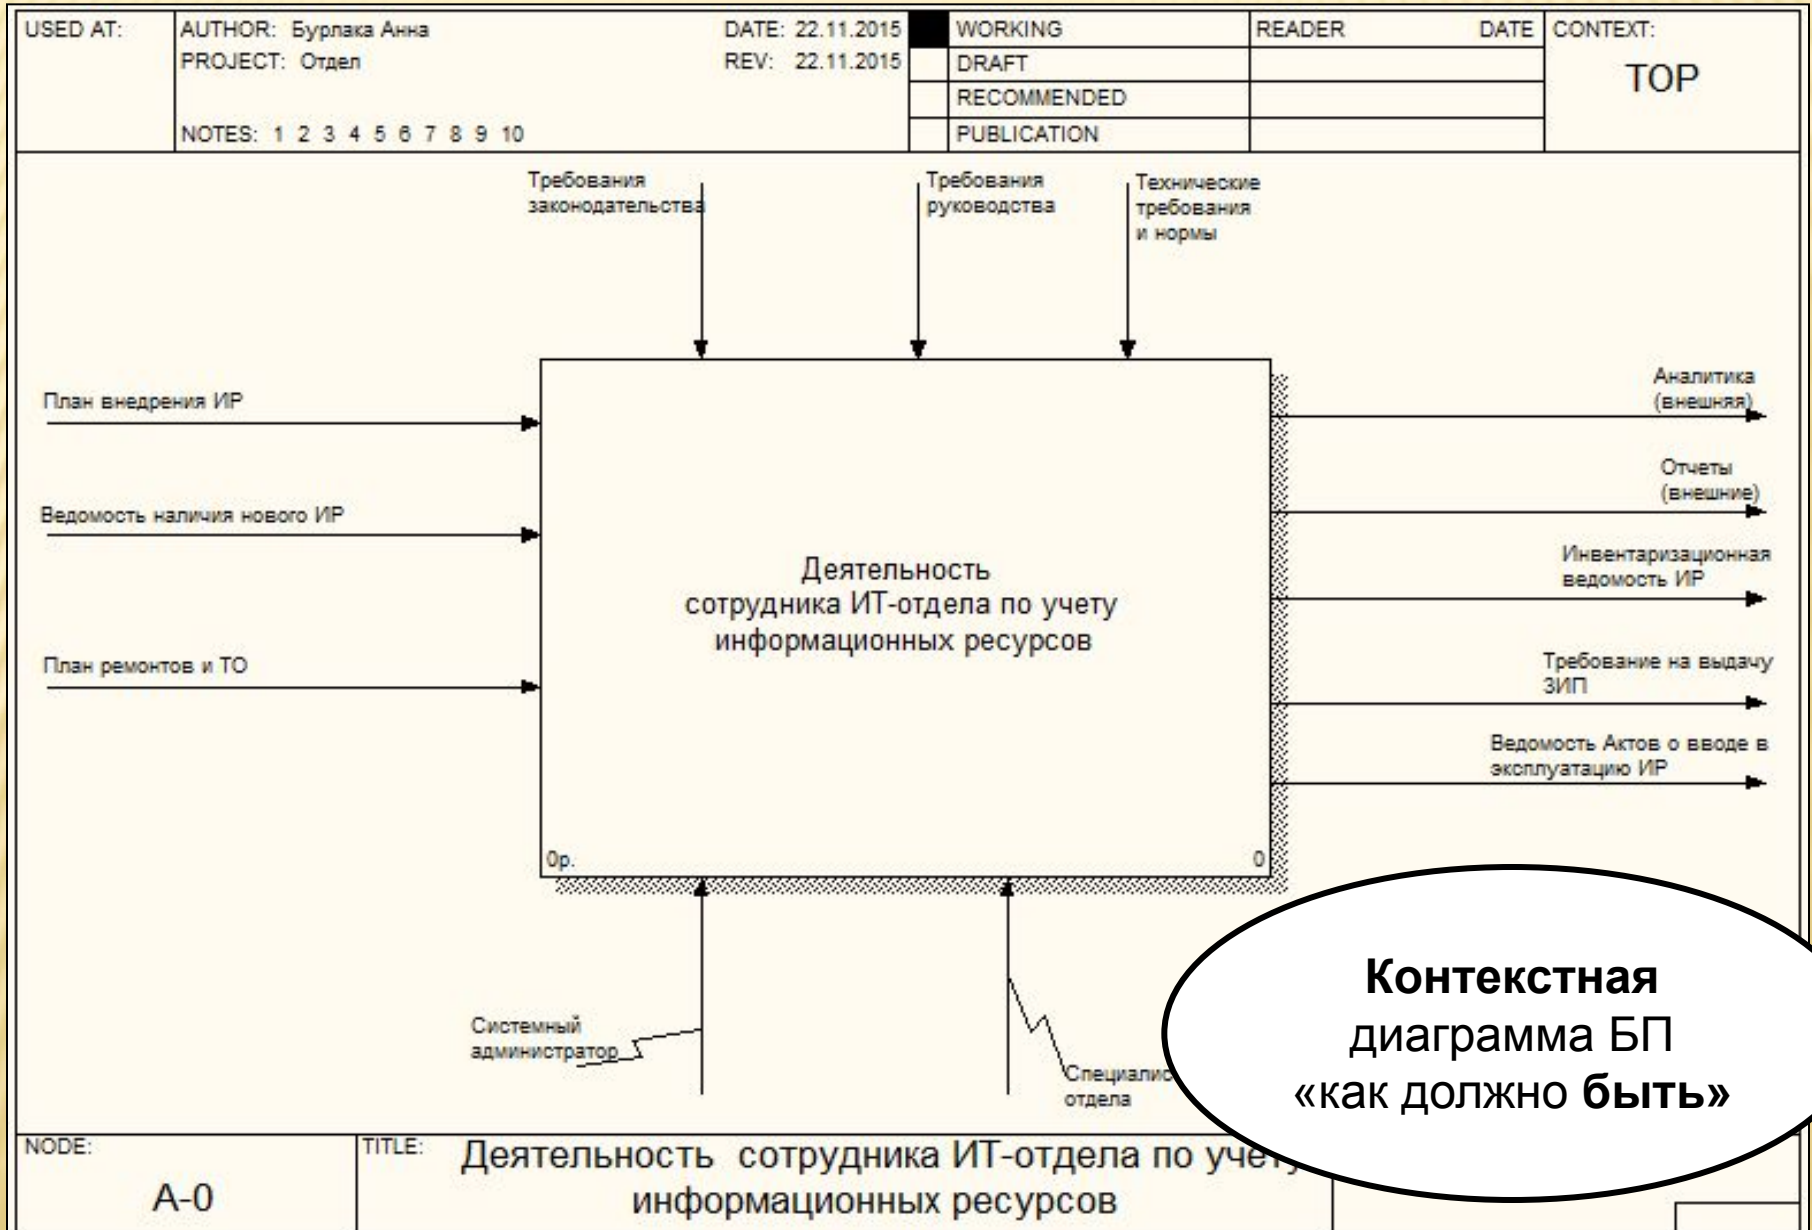 USED AT:
AUTHOR: Бурлака Анна
DATE: 22.11.2015
PROJECT: Отдел
REV: 22.11.2015
NOTES: 1 2 3 4 5 6 7 8 9 10
WORKING
DRAFT
RECOMMENDED
PUBLICATION
READER
DATE
CONTEXT:
TOP
Требования
законодательства
Требования
руководства
Технические
требования
и нормы
План внедрения ИР
Ведомость наличия нового ИР
План ремонтов и ТО
Деятельность
сотрудника ИТ-отдела по учету
информационных ресурсов
0р.
0
Аналитика
(внешняя)
Отчеты
(внешние)
Инвентаризационная
ведомость ИР
Требование на выдачу
ЗИП
Ведомость Актов о вводе в
эксплуатацию ИР
Системный
администратор
отдела
Контекстная
диаграмма БП
«как должно быть»
NODE:
A-0
TITLE:
Деятельность сотрудника ИТ-отдела по учету
информационных ресурсов